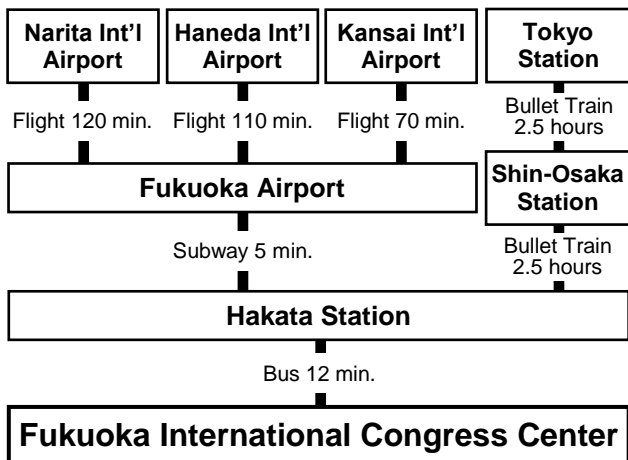 Narita Int'l
Airport
Haneda Int'l
Airport
Kansai Int'l
Airport
Tokyo
Station
Flight 120 min.
Flight 110 min.
Flight 70 min.
Bullet Train
2.5 hours
Fukuoka Airport
Shin-Osaka
Station
Subway 5 min.
Bullet Train
2.5 hours
Hakata Station
Bus 12 min.
Fukuoka International Congress Center